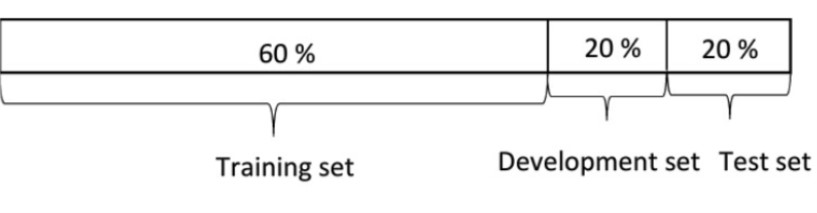 60 % 20 % 20 %
Training set Development set Test set